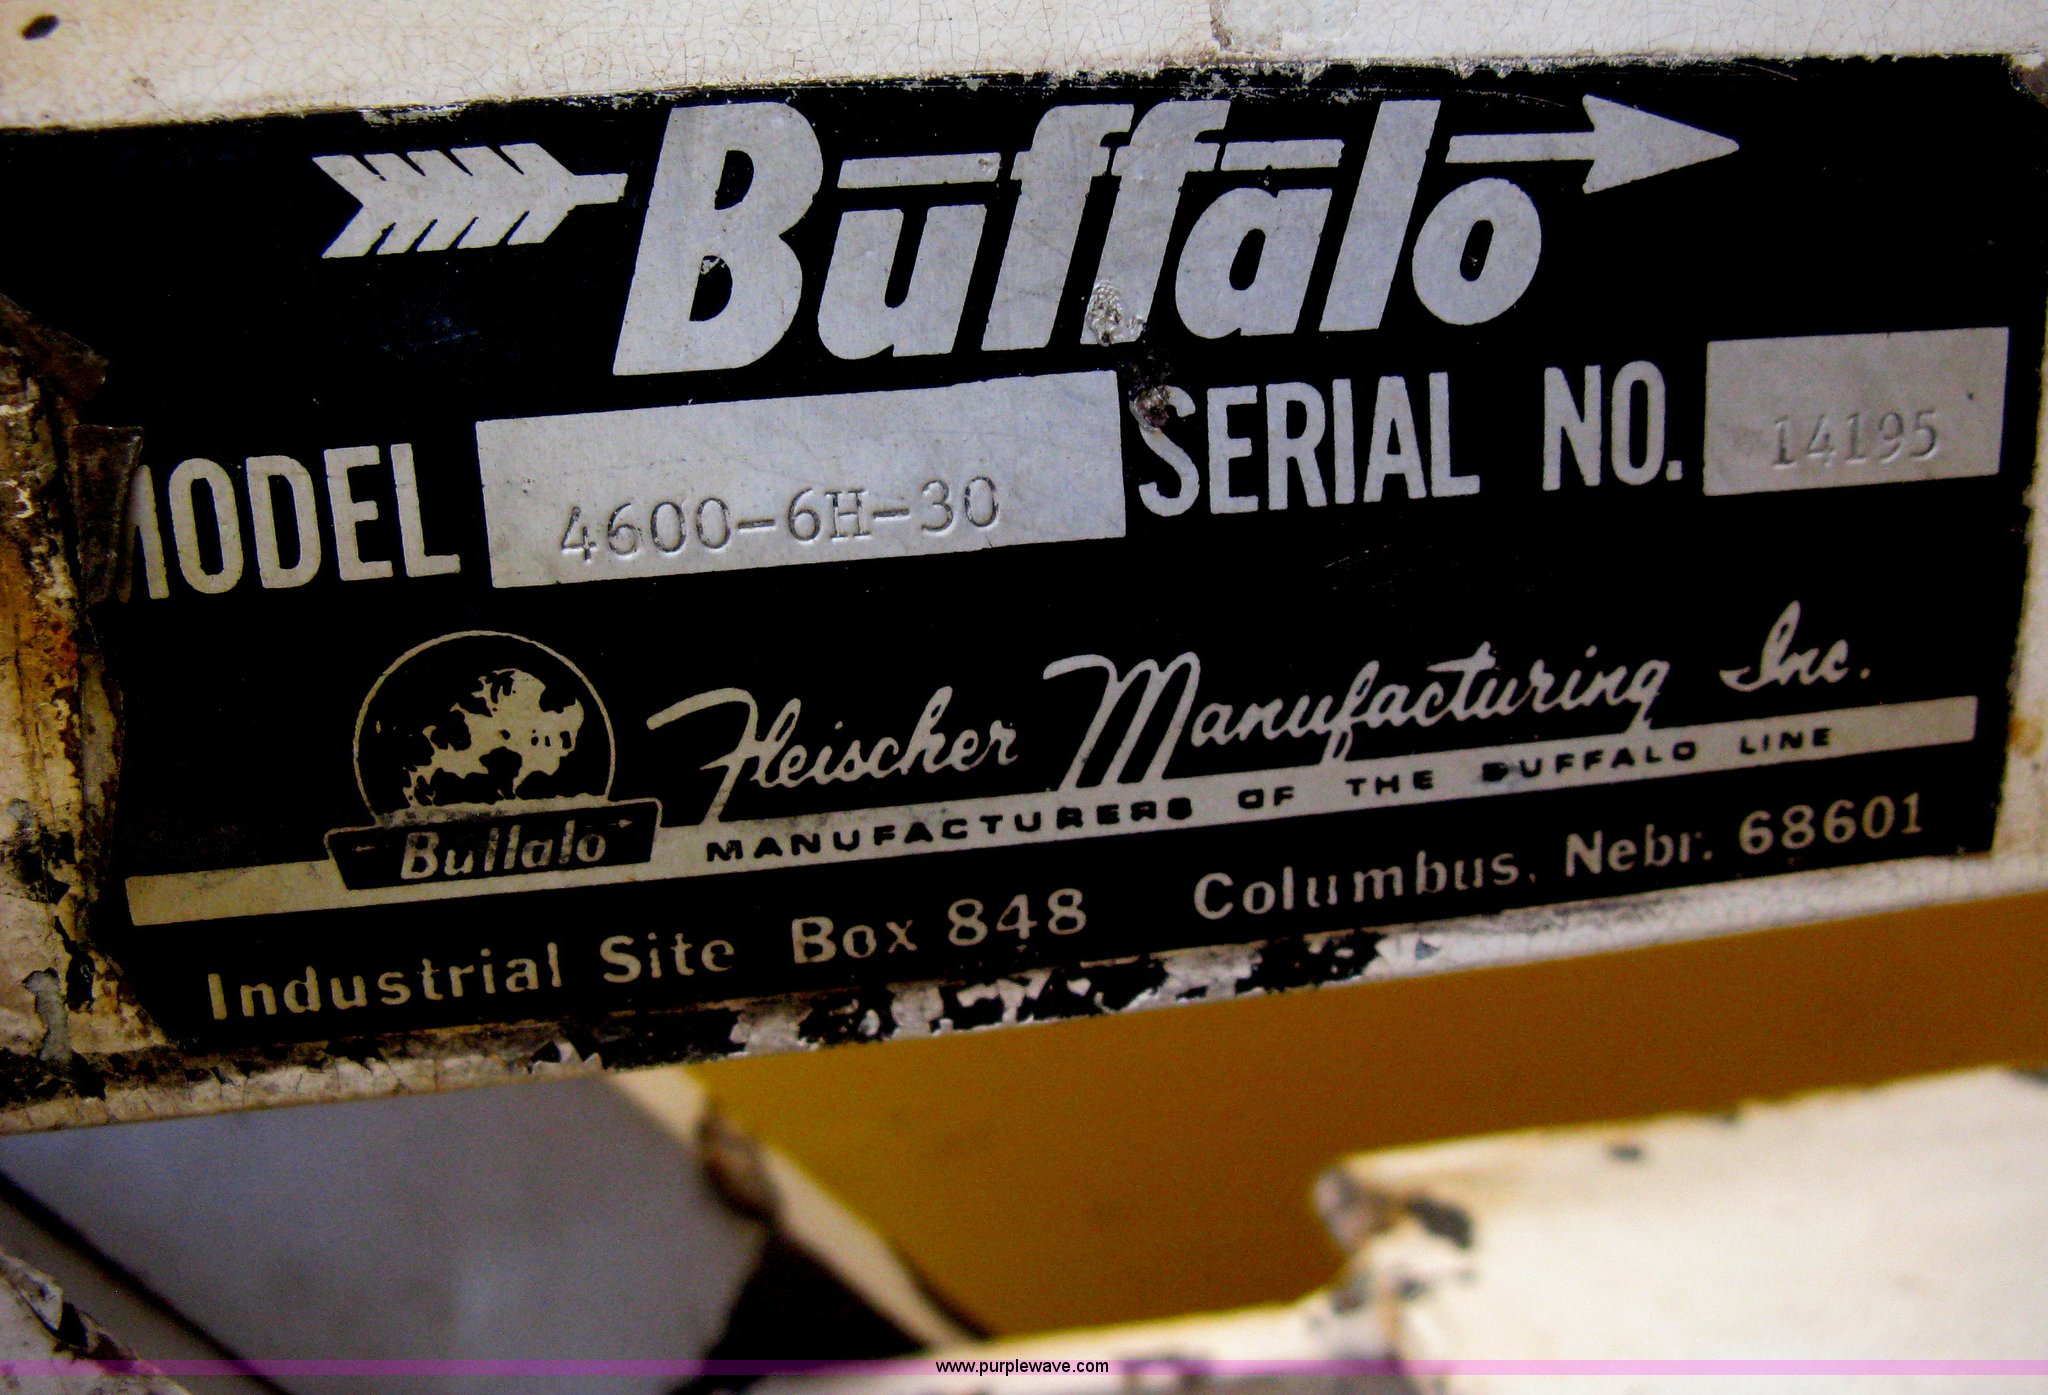 Buffalo
MODEL 4600-6H-30 SERIAL NO. 14195
Fleischer Manufacturing Inc.
MANUFACTURERS OF THE BUFFALO LINE
Buffalo
Industrial Site Box 848 Columbus, Nebr. 68601
www.purplewave.com